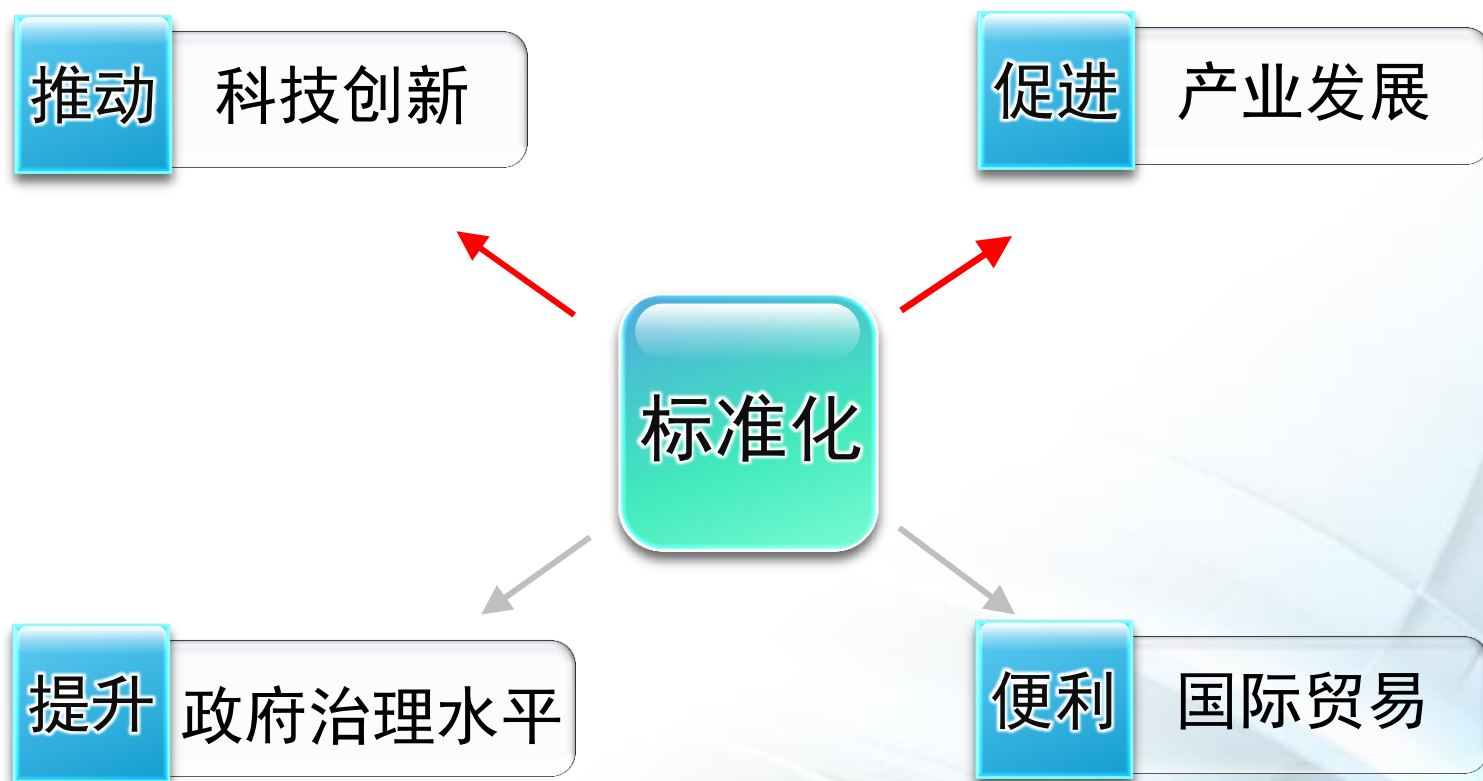 推动 科技创新
促进 产业发展
标准化
提升 政府治理水平
便利 国际贸易